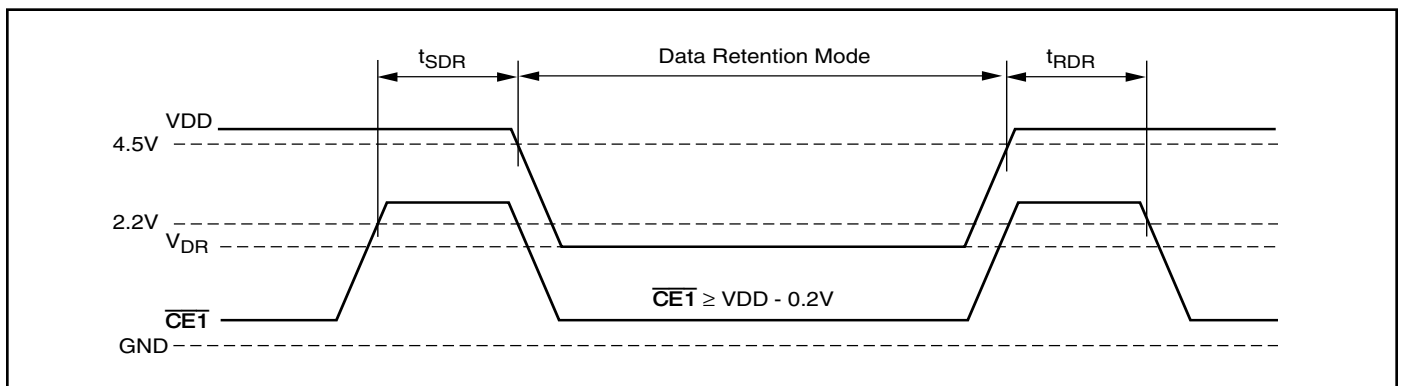 tSDR Data Retention Mode tRDR
VDD
4.5V
2.2V
VDR
CE1 ≥ VDD - 0.2V
CE1
GND